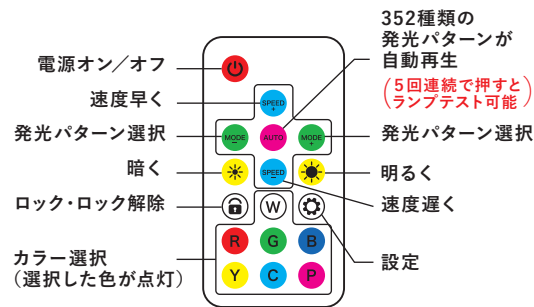 352種類の
発光パターンが
自動再生
(5回連続で押すと
ランプテスト可能)
電源オン／オフ
速度早く
発光パターン選択
暗く
ロック・ロック解除
カラー選択
(選択した色が点灯)
SPEED
+
MODE
−
AUTO
MODE
+
SPEED
−
W
R
G
B
Y
C
P
発光パターン選択
明るく
速度遅く
設定